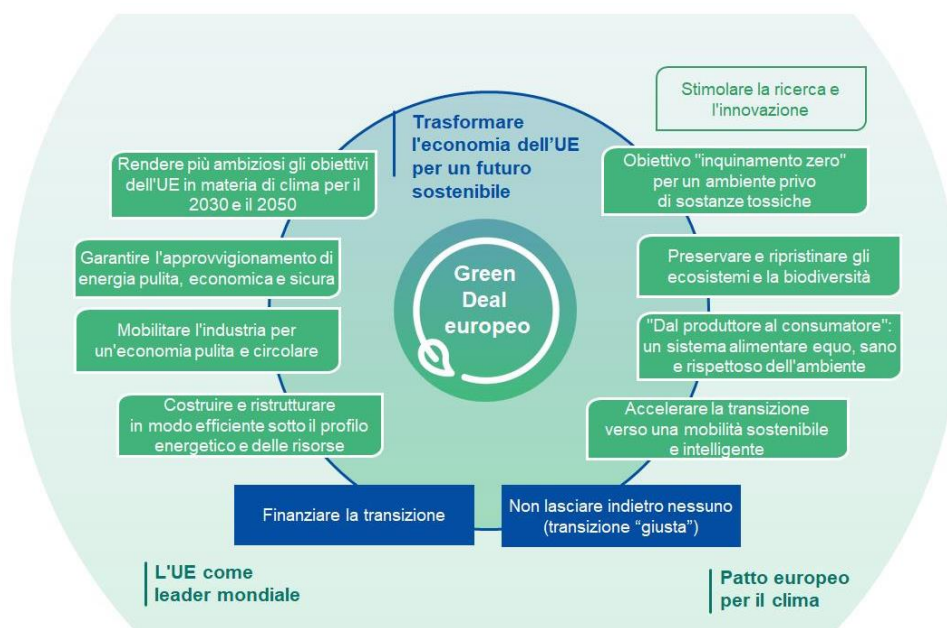 Stimolare la ricerca e
l'innovazione
Trasformare
l'economia dell'UE
per un futuro
sostenibile
Rendere più ambiziosi gli obiettivi
dell'UE in materia di clima per il
2030 e il 2050
Obiettivo "inquinamento zero"
per un ambiente privo
di sostanze tossiche
Garantire l'approvvigionamento di
energia pulita, economica e sicura
Preservare e ripristinare gli
ecosistemi e la biodiversità
Green
Deal
europeo
Mobilitare l'industria per
un'economia pulita e circolare
"Dal produttore al consumatore":
un sistema alimentare equo, sano
e rispettoso dell'ambiente
Costruire e ristrutturare
in modo efficiente sotto il profilo
energetico e delle risorse
Accelerare la transizione
verso una mobilità sostenibile
e intelligente
Finanziare la transizione
Non lasciare indietro nessuno
(transizione “giusta”)
L'UE come
leader mondiale
Patto europeo
per il clima